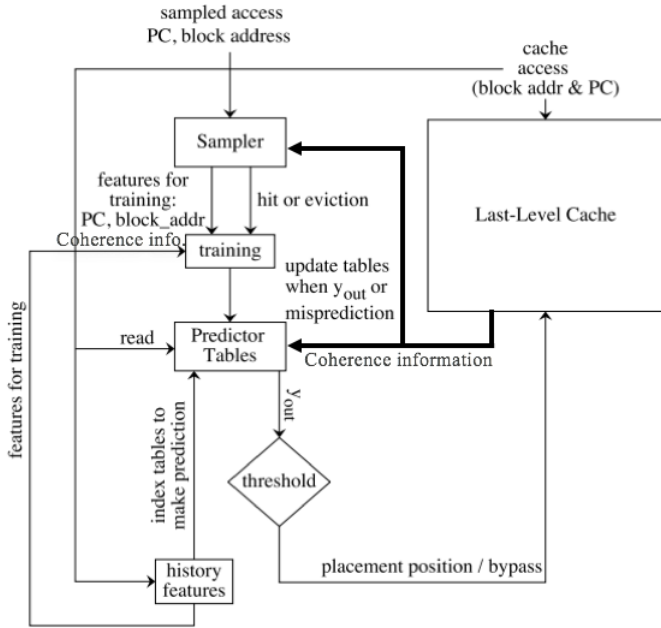 sampled access
PC, block address
cache
access
(block addr & PC)
Sampler
features for
training:
PC, block_addr
Coherence info.
hit or eviction
Last-Level Cache
training
update tables
when yout or
misprediction
read
Predictor
Tables
Coherence information
features for training
yout
index tables to
make prediction
threshold
history
features
placement position / bypass